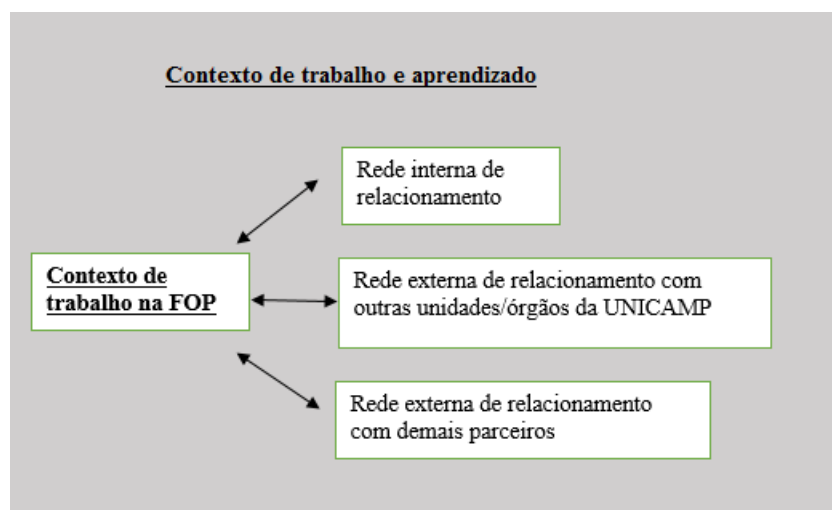 Contexto de trabalho e aprendizado
Rede interna de
relacionamento
Contexto de
trabalho na FOP
Rede externa de relacionamento com
outras unidades/órgãos da UNICAMP
Rede externa de relacionamento
com demais parceiros